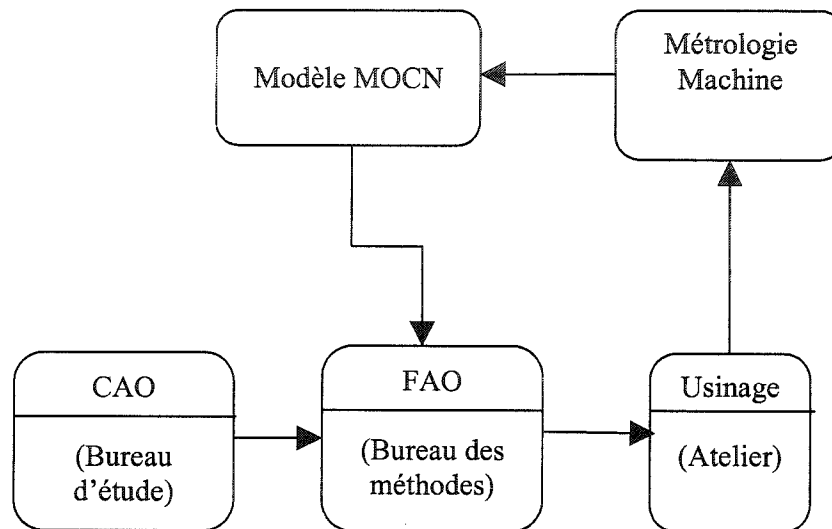 Modèle MOCN
Métrologie
Machine
CAO
(Bureau
d'étude)
FAO
(Bureau des
méthodes)
Usinage
(Atelier)